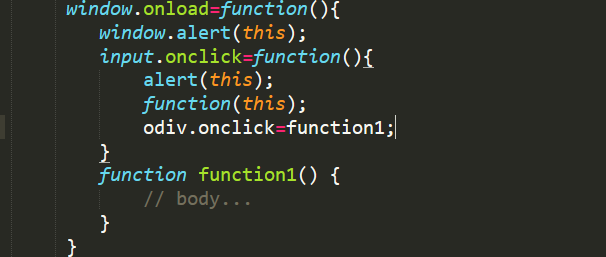 window.onload=function(){
window.alert(this);
input.onclick=function(){
alert(this);
function(this);
odiv.onclick=function1;
}
function function1() {
// body...
}
}